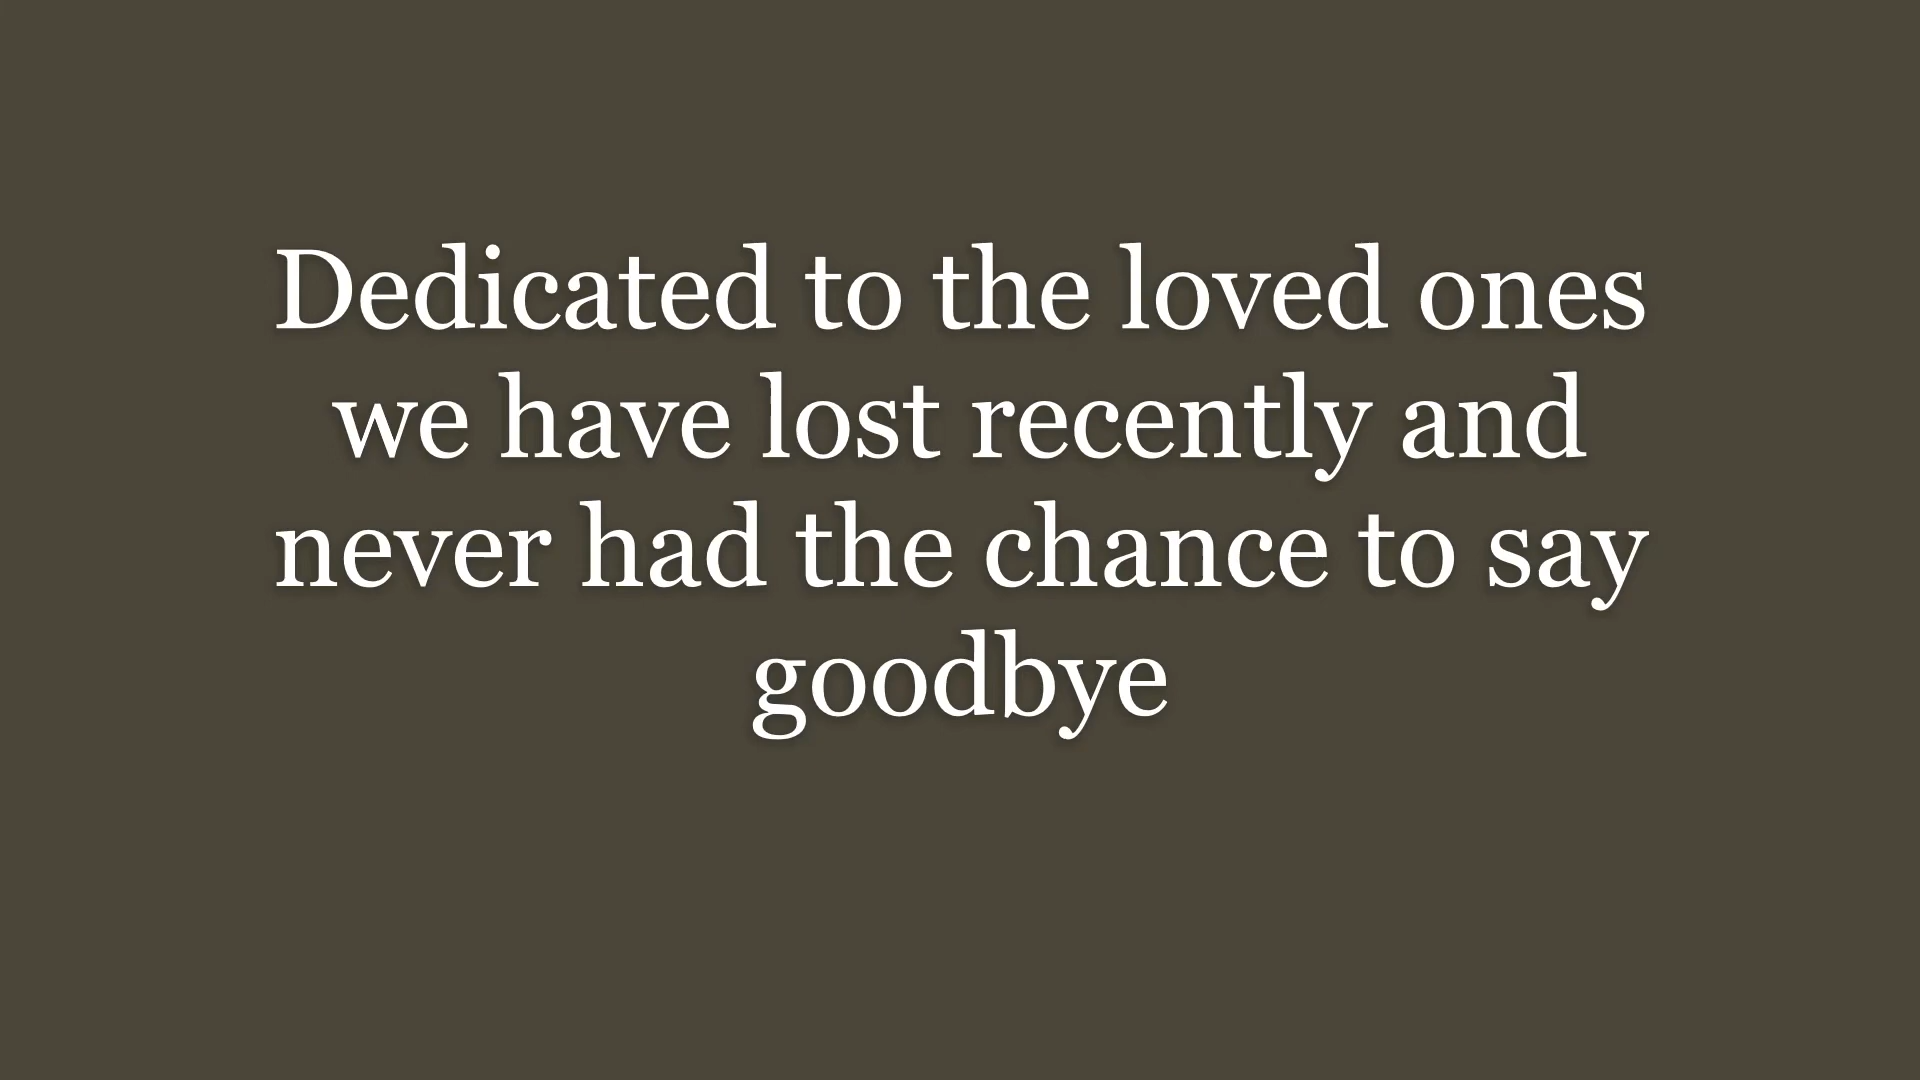 Dedicated to the loved ones
we have lost recently and
never had the chance to say
goodbye